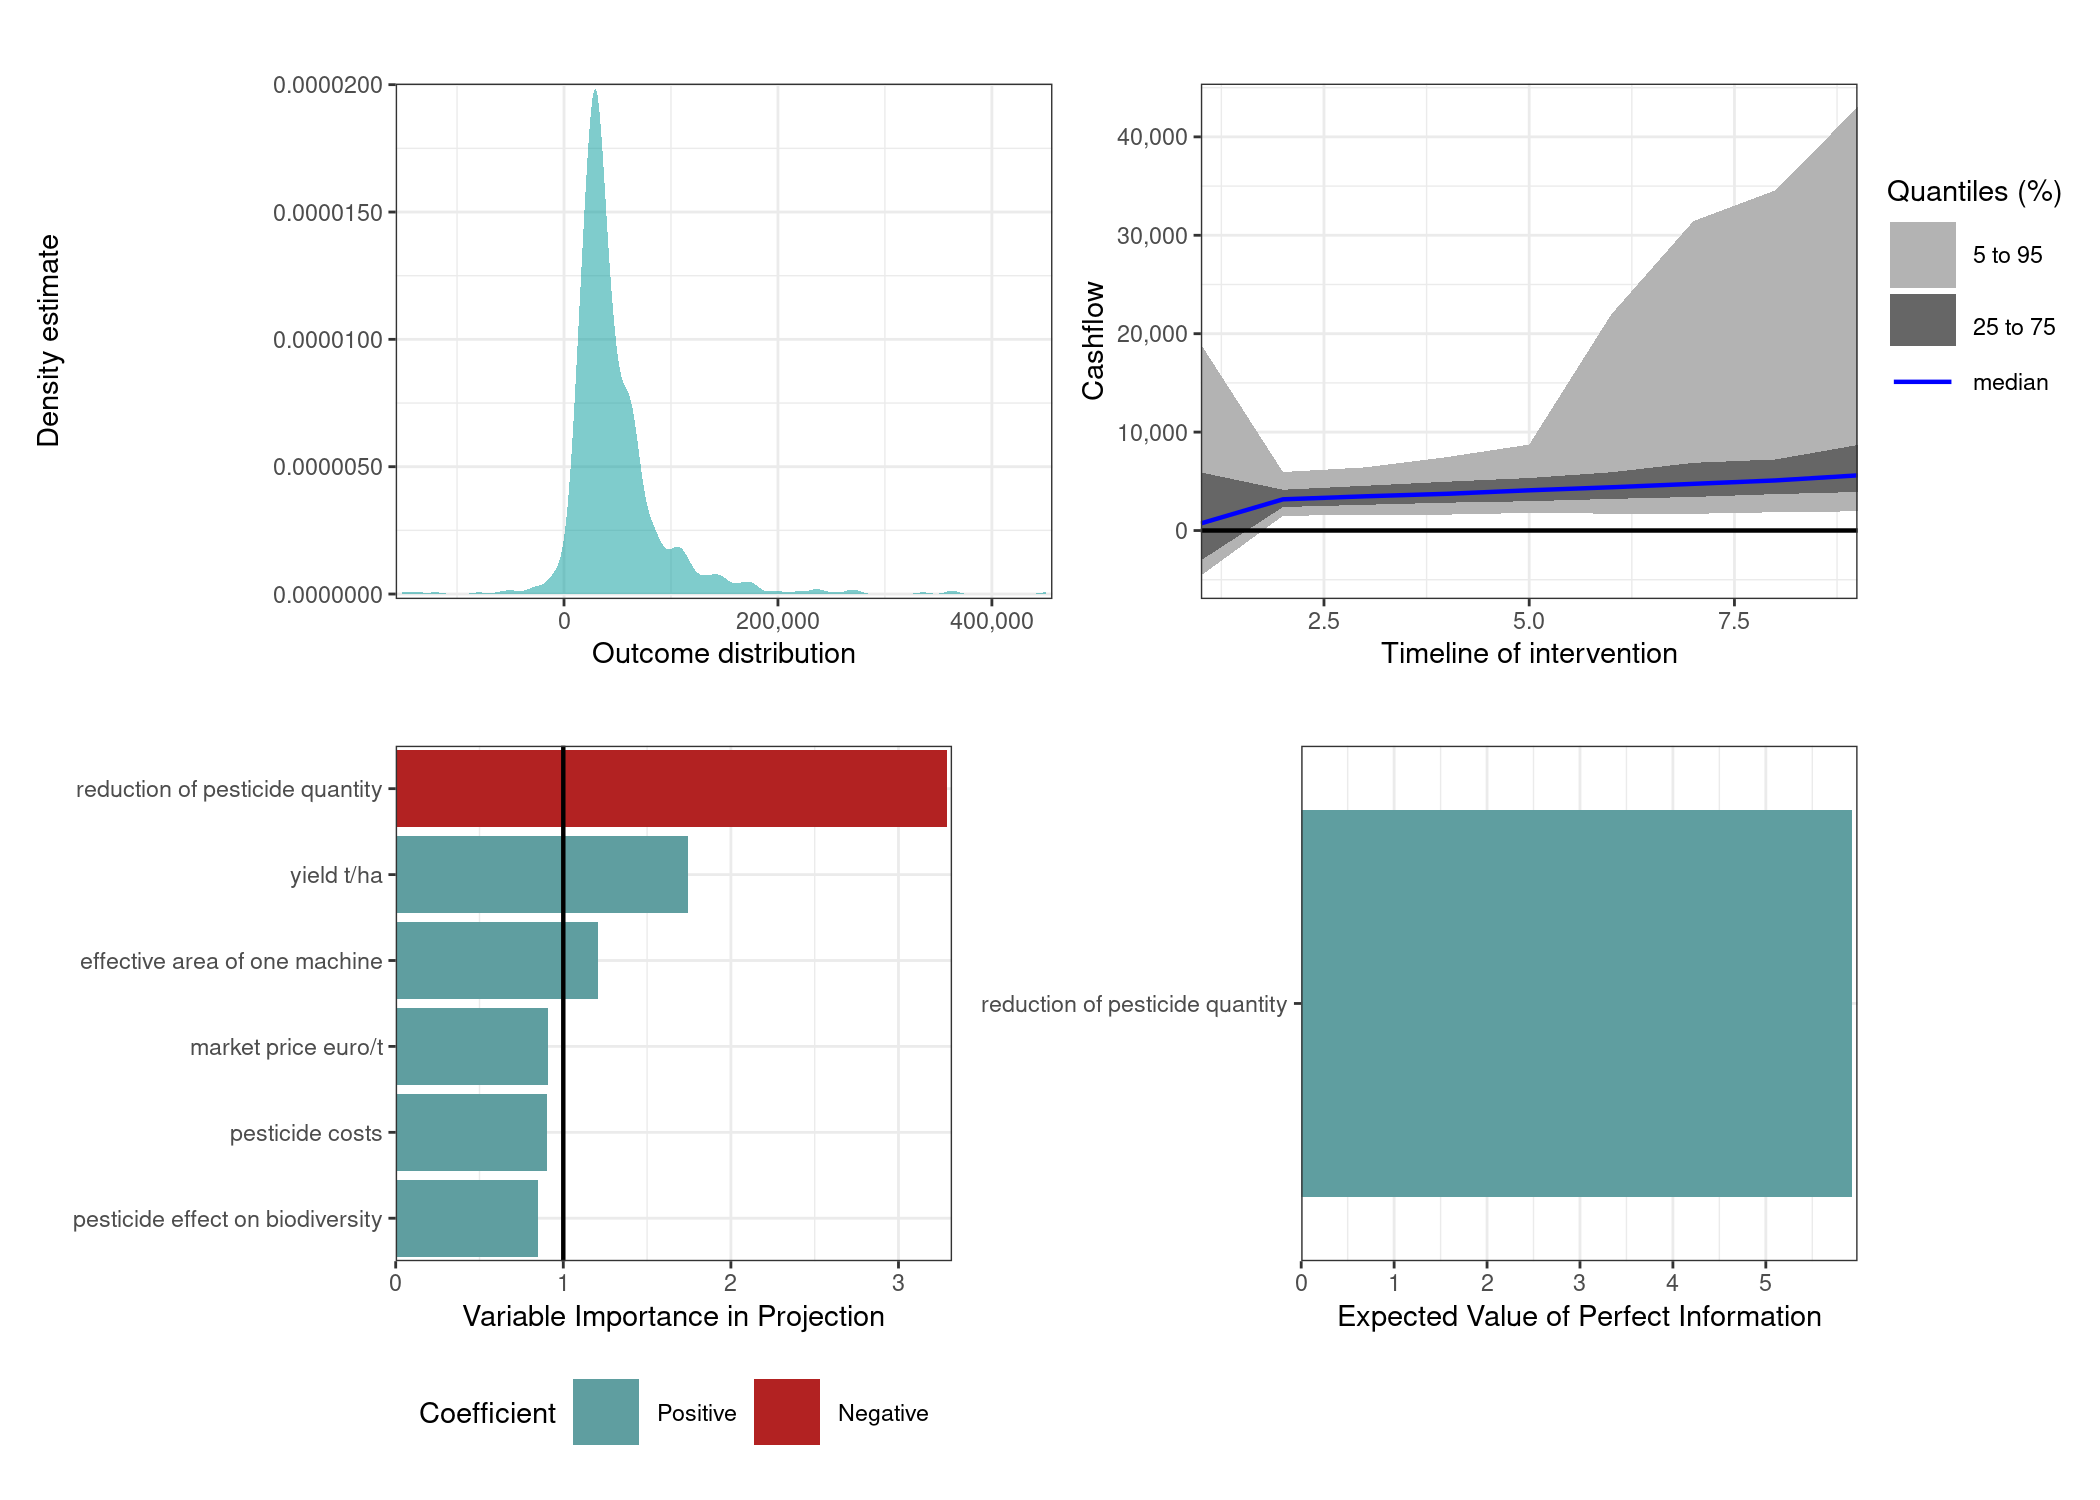 Density estimate
0.0000200
0.0000150
0.0000100
0.0000050
0.0000000
0
200,000
400,000
Outcome distribution
Cashflow
40,000
30,000
20,000
10,000
0
2.5
5.0
7.5
Timeline of intervention
Quantiles (%)
5 to 95
25 to 75
median
reduction of pesticide quantity
yield t/ha
effective area of one machine
market price euro/t
pesticide costs
pesticide effect on biodiversity
0
1
2
3
Variable Importance in Projection
Coefficient
Positive
Negative
reduction of pesticide quantity
0
1
2
3
4
5
Expected Value of Perfect Information